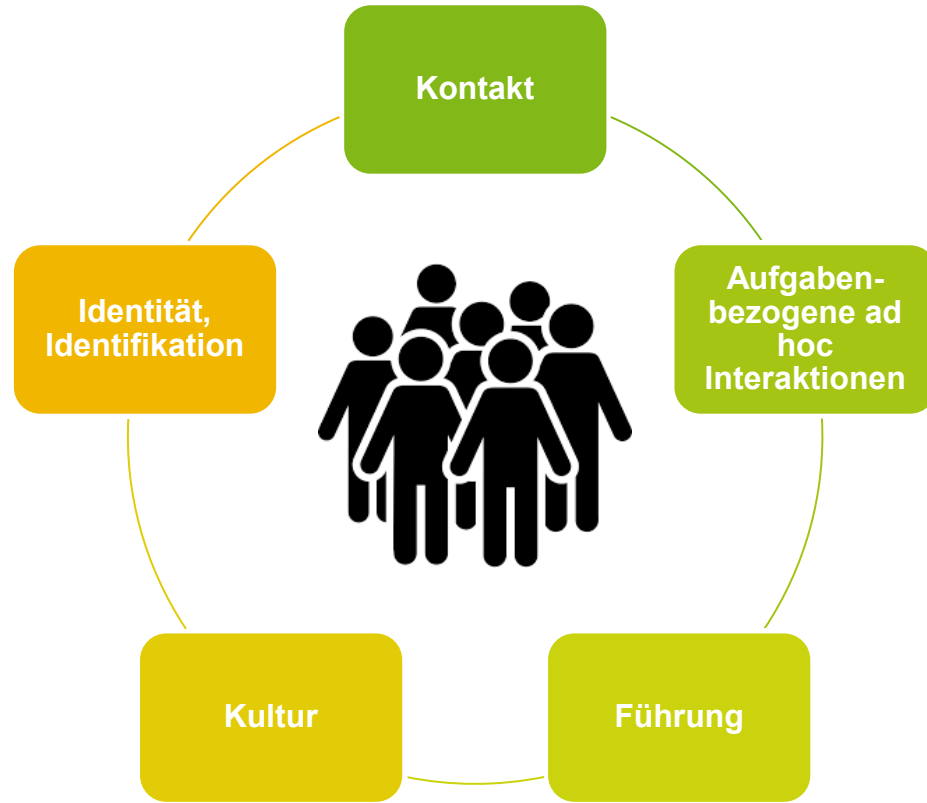 Kontakt
Aufgaben-
bezogene ad
hoc
Interaktionen
Führung
Kultur
Identität,
Identifikation